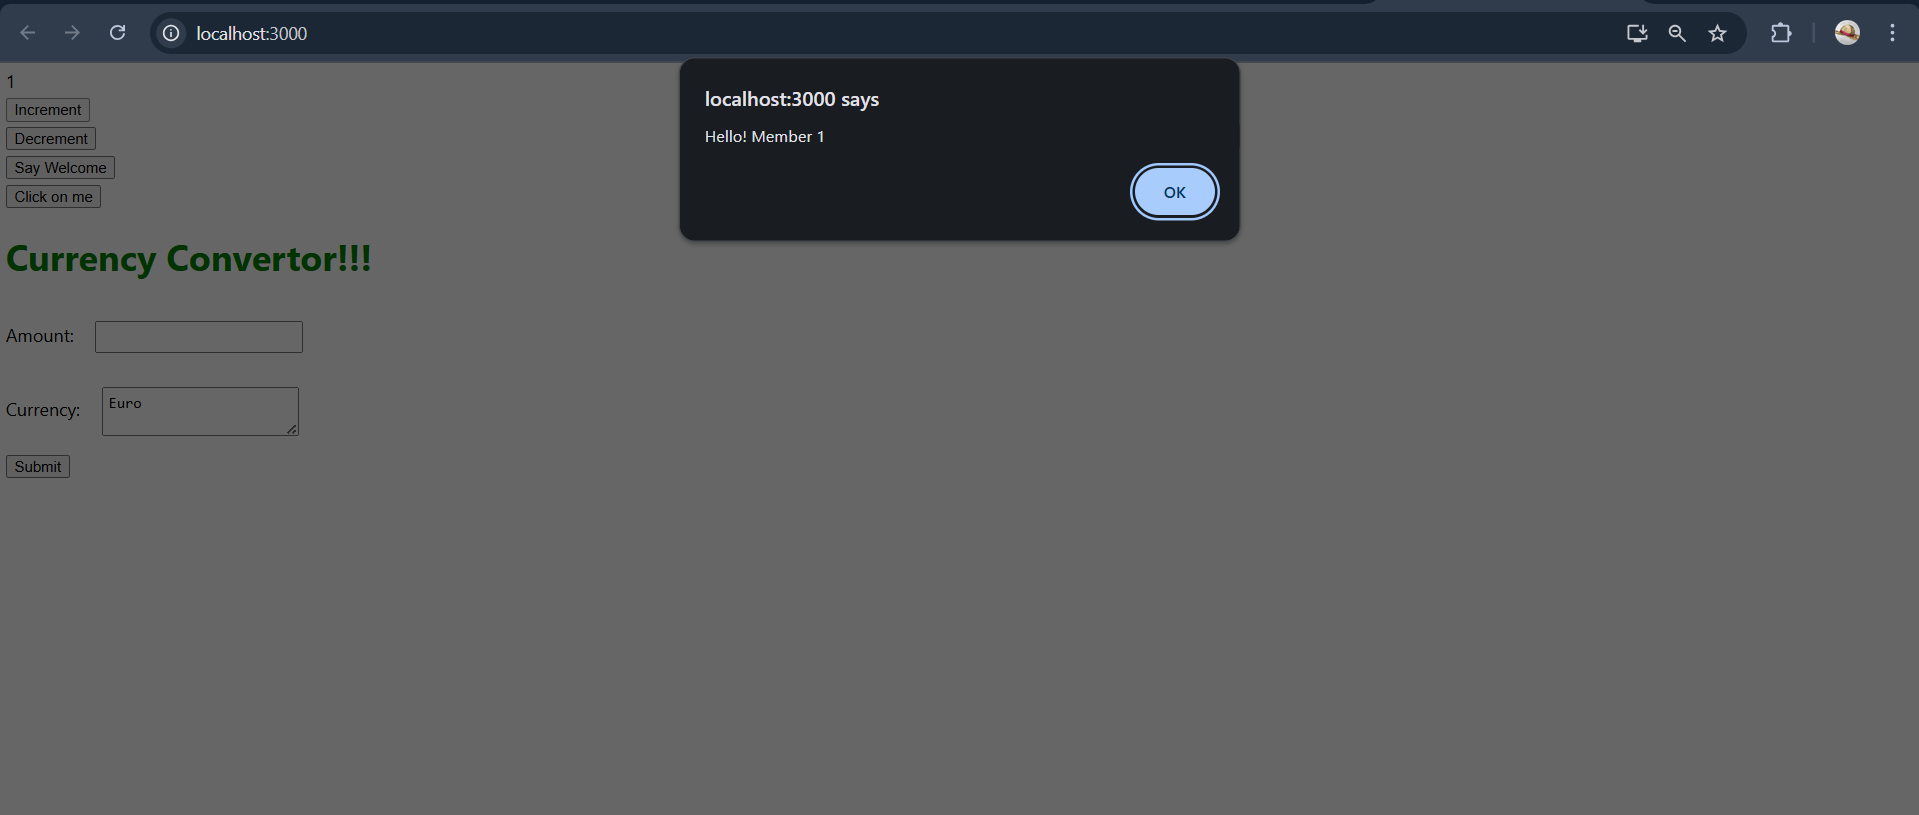 localhost:3000
1
Increment
Decrement
Say Welcome
Click on me
localhost:3000 says
Hello! Member 1
OK
Currency Convertor!!!
Amount:
Currency: Euro
Submit